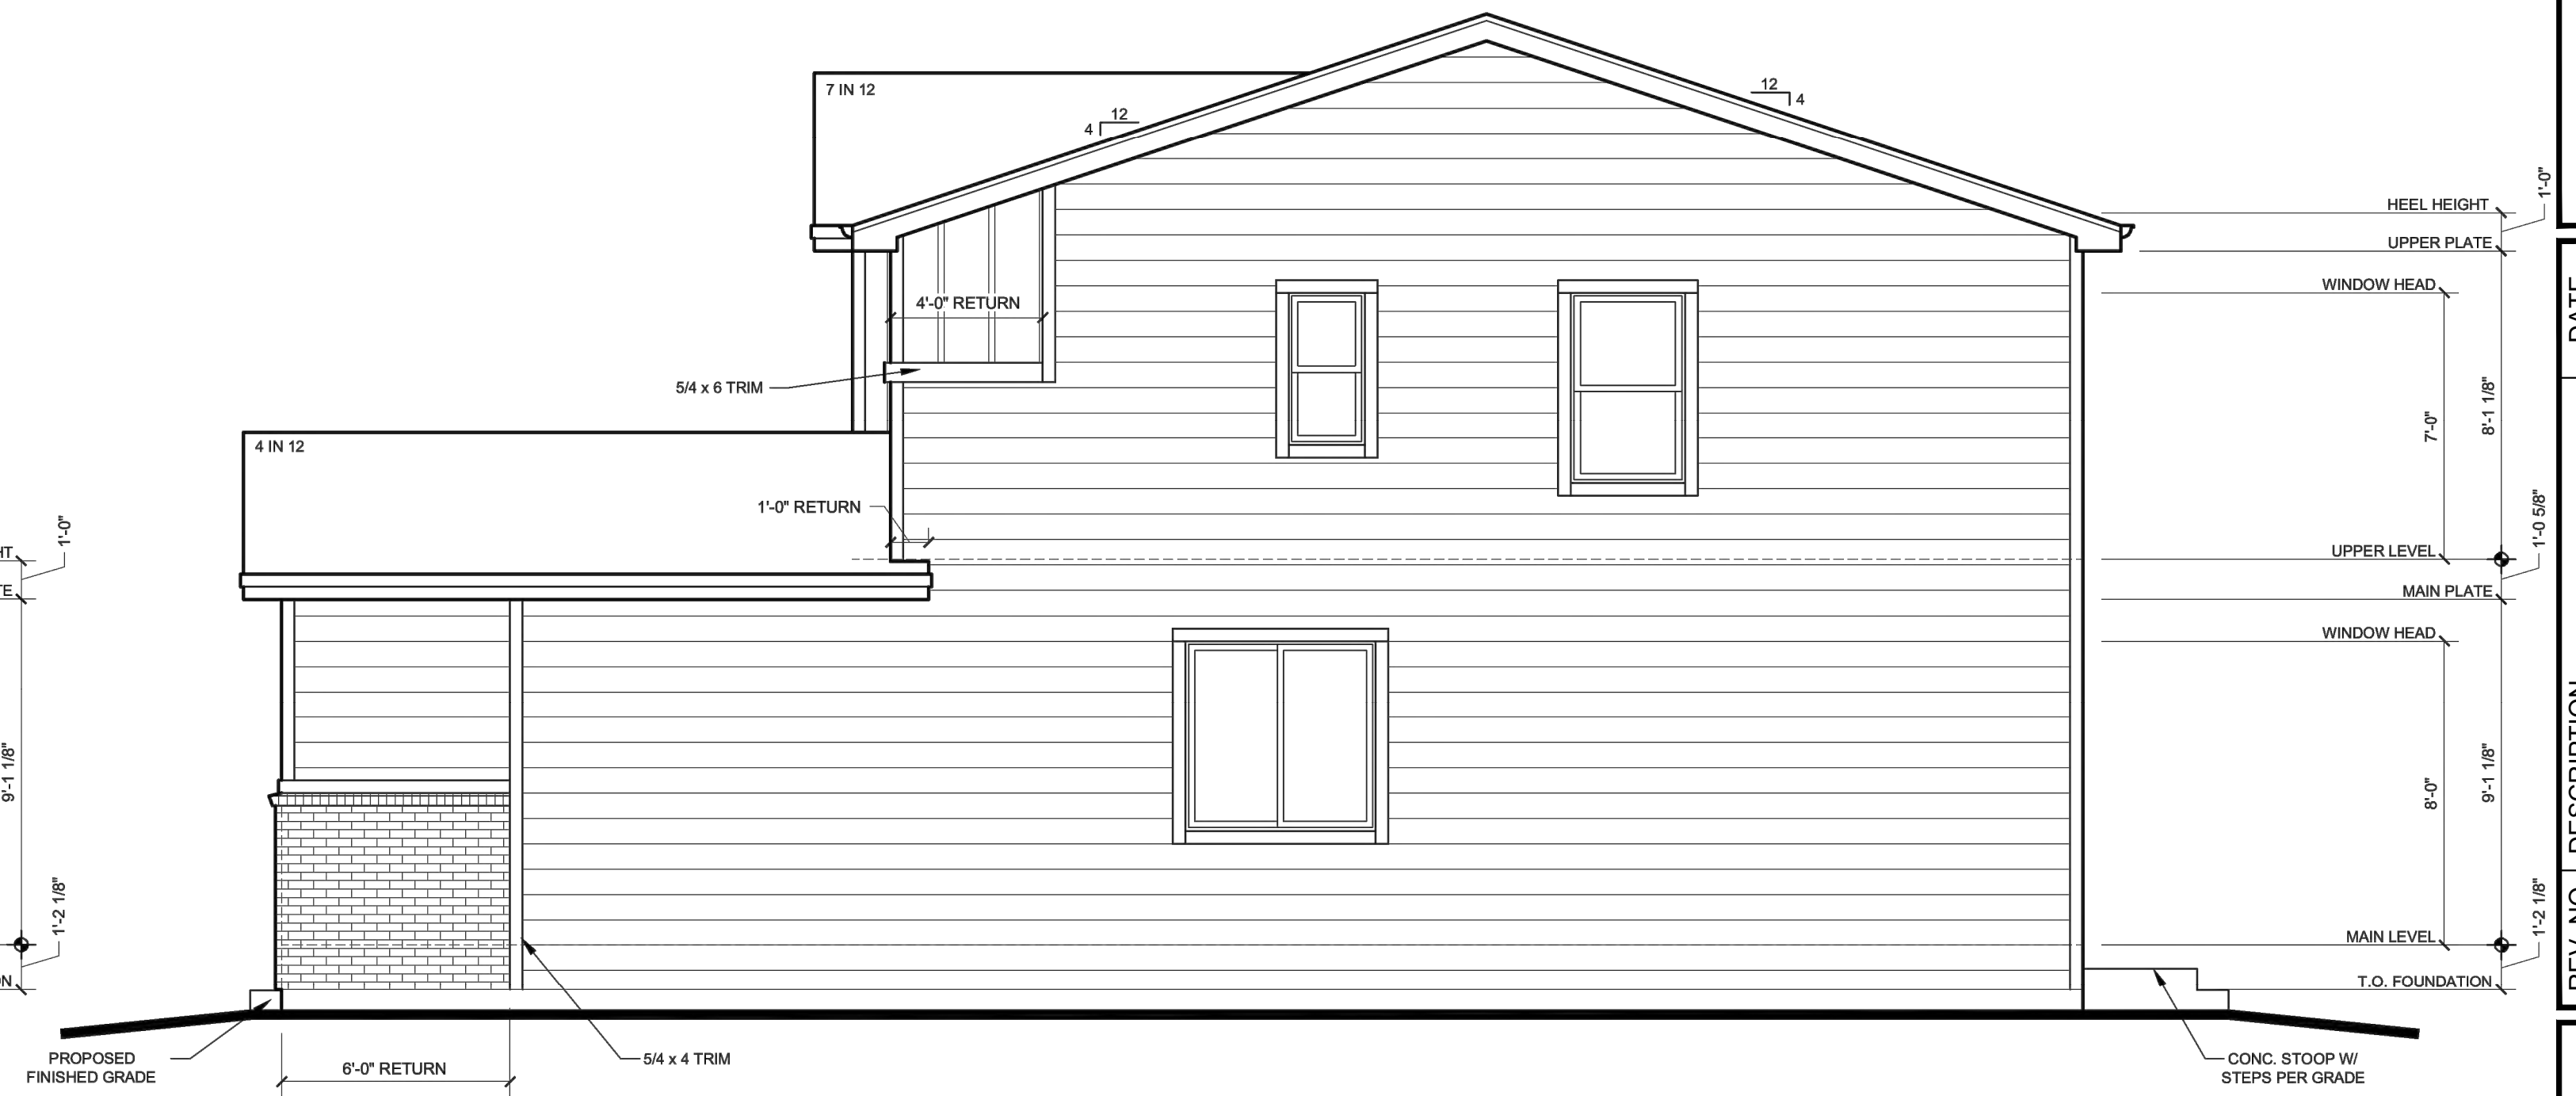 7 IN 12
12
4
12
4
HEEL HEIGHT
1'-0"
UPPER PLATE
WINDOW HEAD
4'-0" RETURN
5/4 x 6 TRIM
7'-0"
8'-1 1/8"
4 IN 12
1'-0" RETURN
1'-0"
UPPER LEVEL
1'-0 5/8"
MAIN PLATE
WINDOW HEAD
9'-1 1/8"
8'-0"
9'-1 1/8"
1'-2 1/8"
MAIN LEVEL
1'-2 1/8"
T.O. FOUNDATION
PROPOSED
FINISHED GRADE
6'-0" RETURN
5/4 x 4 TRIM
CONC. STOOP W/
STEPS PER GRADE
DATE
DESCRIPTION
REV. NO.